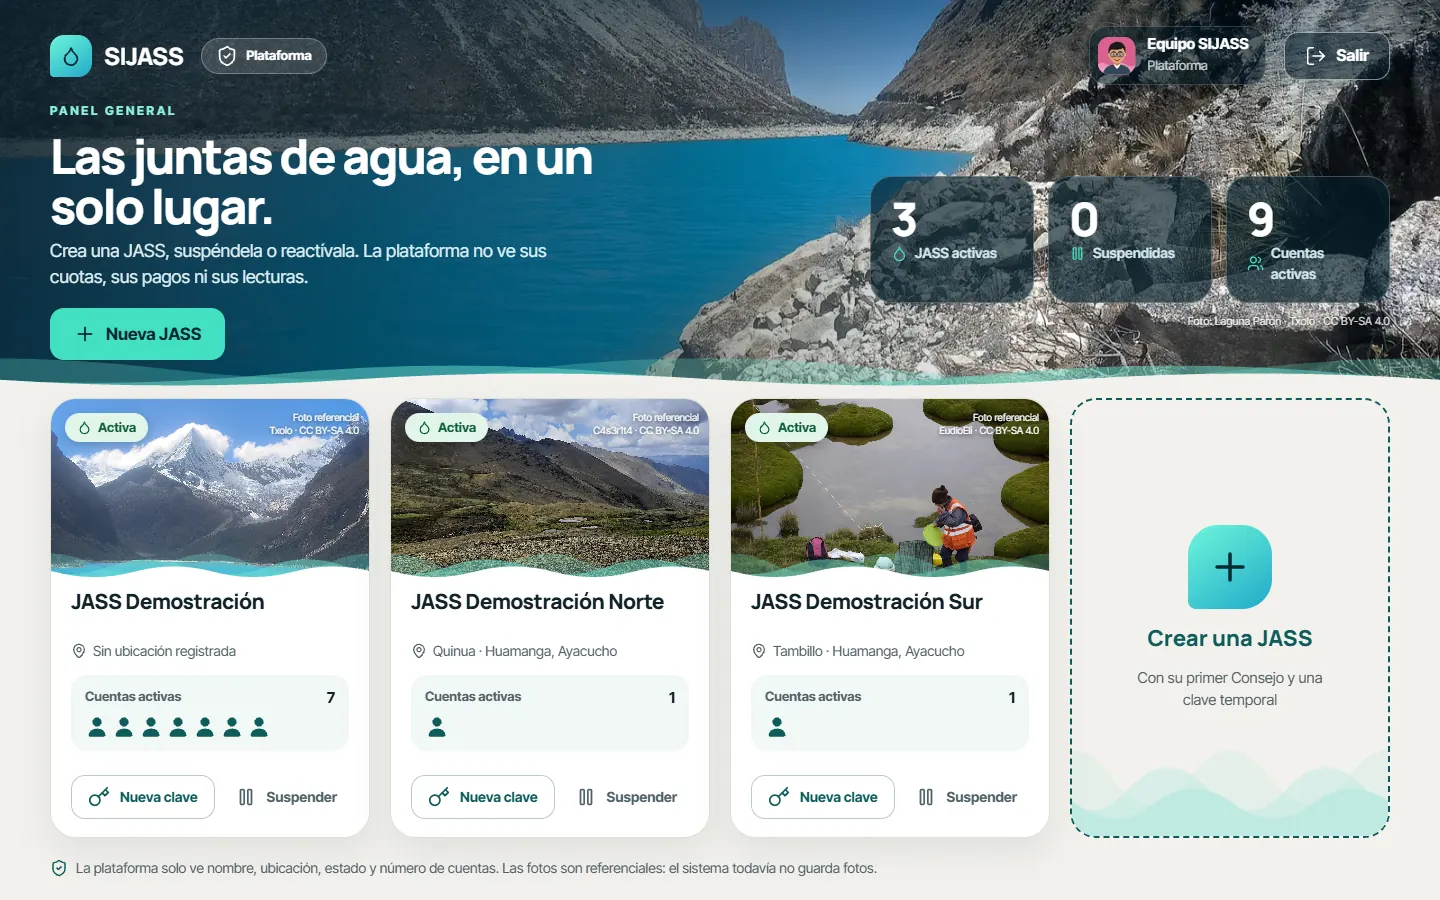 SIJASS
Plataforma
Equipo SIJASS
Plataforma
Salir
PANEL GENERAL
Las juntas de agua, en un
solo lugar.
Crea una JASS, suspéndela o reactívala. La plataforma no ve sus
cuotas, sus pagos ni sus lecturas.
Nueva JASS
3
JASS activas
0
Suspendidas
9
Cuentas
activas
Foto: Laguna Parón · Txolo · CC BY-SA 4.0
Activa
Foto referencial
Txolo · CC BY-SA 4.0
JASS Demostración
Sin ubicación registrada
Cuentas activas
7
Nueva clave
Suspender
Activa
Foto referencial
C4s3r1t4 · CC BY-SA 4.0
JASS Demostración Norte
Quinua · Huamanga, Ayacucho
Cuentas activas
1
Nueva clave
Suspender
Activa
Foto referencial
EudioEli · CC BY-SA 4.0
JASS Demostración Sur
Tambillo · Huamanga, Ayacucho
Cuentas activas
1
Nueva clave
Suspender
Crear una JASS
Con su primer Consejo y una
clave temporal
La plataforma solo ve nombre, ubicación, estado y número de cuentas. Las fotos son referenciales: el sistema todavía no guarda fotos.